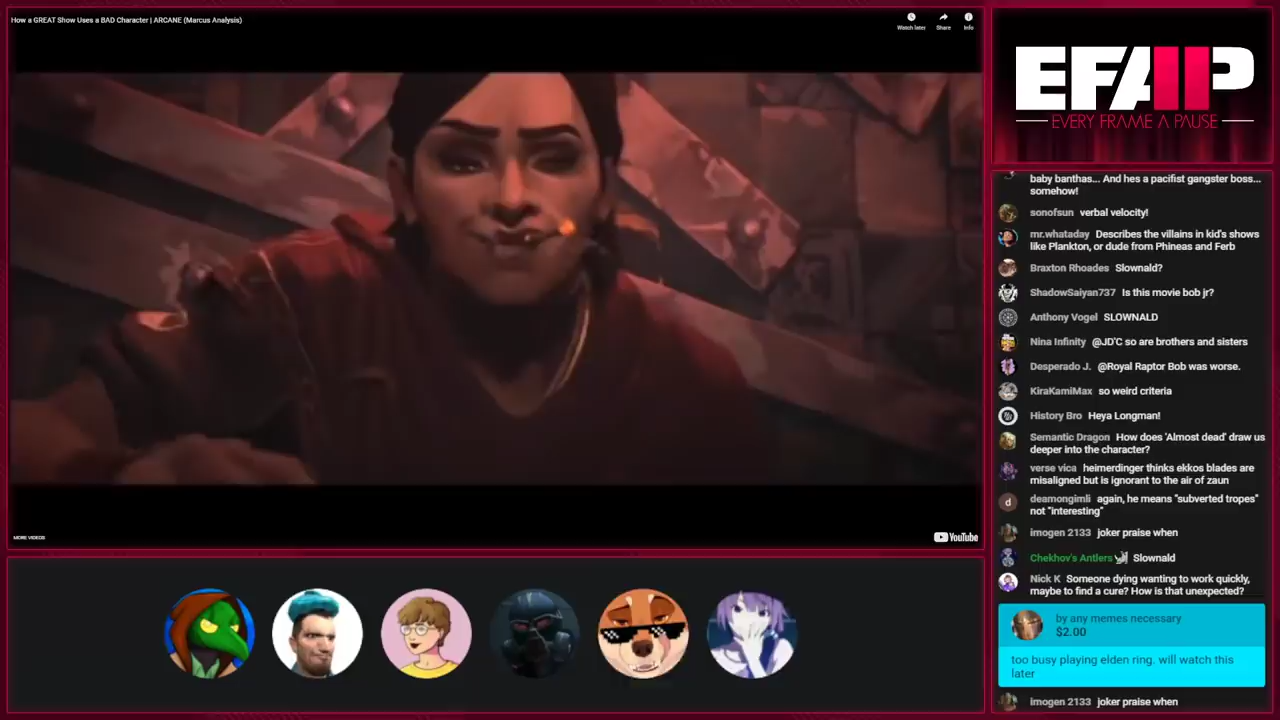 How a GREAT Show Uses a BAD Character | ARCANE (Marcus Analysis)
Watch later
Share
Info
MORE VIDEOS
YouTube
EFAP
EVERY FRAME A PAUSE
baby banthas... And hes a pacifist gangster boss...
somehow!
sonofsun verbal velocity!
mr.whataday Describes the villains in kid's shows
like Plankton, or dude from Phineas and Ferb
Braxton Rhoades Slownald?
ShadowSaiyan737 Is this movie bob jr?
Anthony Vogel SLOWNALD
Nina Infinity @JD'C so are brothers and sisters
Desperado J. @Royal Raptor Bob was worse.
KiraKamiMax so weird criteria
History Bro Heya Longman!
Semantic Dragon How does 'Almost dead' draw us
deeper into the character?
verse vica heimerdinger thinks ekkos blades are
misaligned but is ignorant to the air of zaun
d
deamongimli again, he means "subverted tropes"
not "interesting"
imogen 2133 joker praise when
Chekhov's Antlers Slownald
Nick K Someone dying wanting to work quickly,
maybe to find a cure? How is that unexpected?
by any memes necessary
$2.00
too busy playing elden ring. will watch this
later
imogen 2133 joker praise when